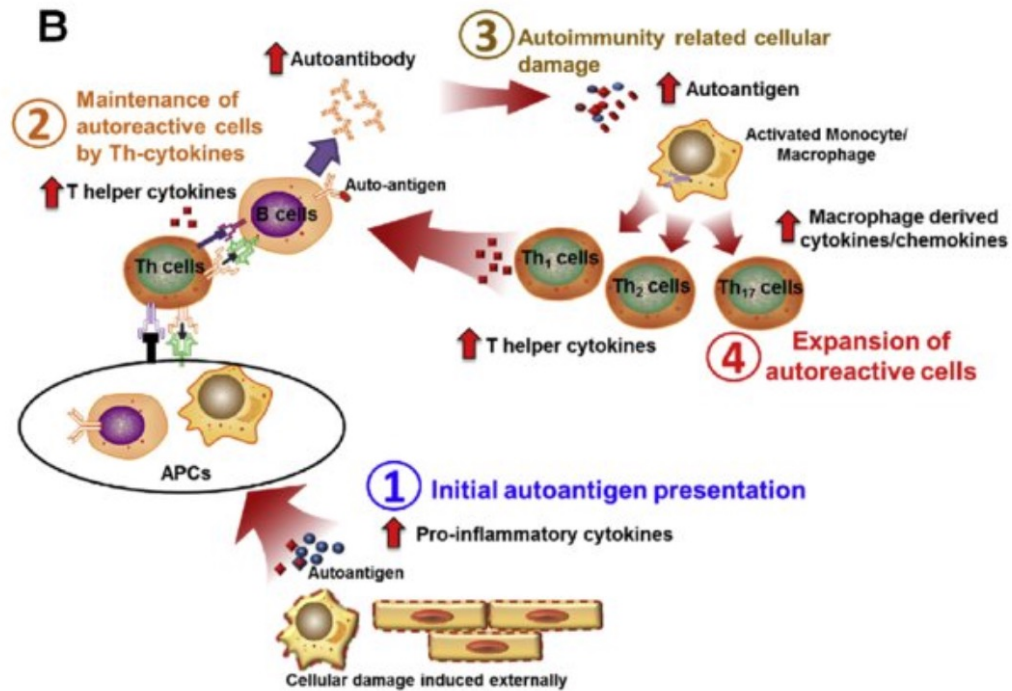 B
Autoantibody
3 Autoimmunity related cellular
damage
Autoantigen
2 Maintenance of
autoreactive cells
by Th-cytokines
Activated Monocyte/
Macrophage
T helper cytokines
Auto-antigen
B cells
Macrophage derived
cytokines/chemokines
Th cells
Th1 cells
Th2 cells
Th17 cells
T helper cytokines
4 Expansion of
autoreactive cells
APCs
1 Initial autoantigen presentation
Pro-inflammatory cytokines
Autoantigen
Cellular damage induced externally